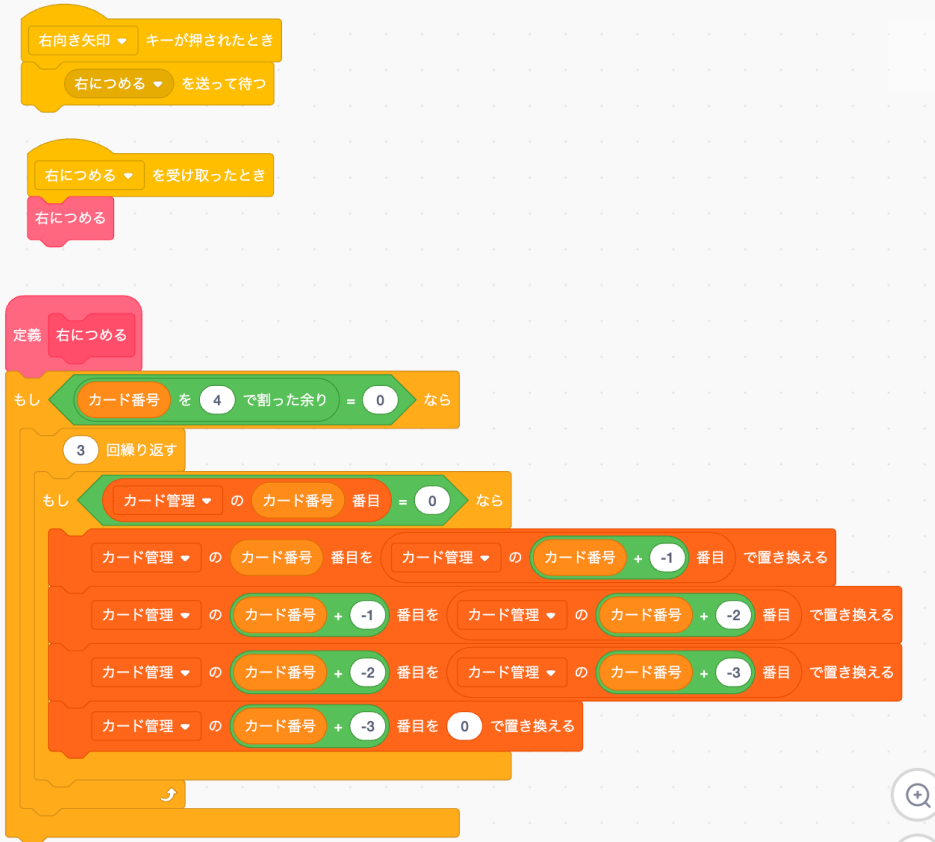 右向き矢印 キーが押されたとき
右につめる を送って待つ
右につめる を受け取ったとき
右につめる
定義 右につめる
もし カード番号 を 4 で割った余り = 0 なら
3 回繰り返す
もし カード管理 の カード番号 番目 = 0 なら
カード管理 の カード番号 番目を カード管理 の カード番号 + -1 番目 で置き換える
カード管理 の カード番号 + -1 番目を カード管理 の カード番号 + -2 番目 で置き換える
カード管理 の カード番号 + -2 番目を カード管理 の カード番号 + -3 番目 で置き換える
カード管理 の カード番号 + -3 番目を 0 で置き換える